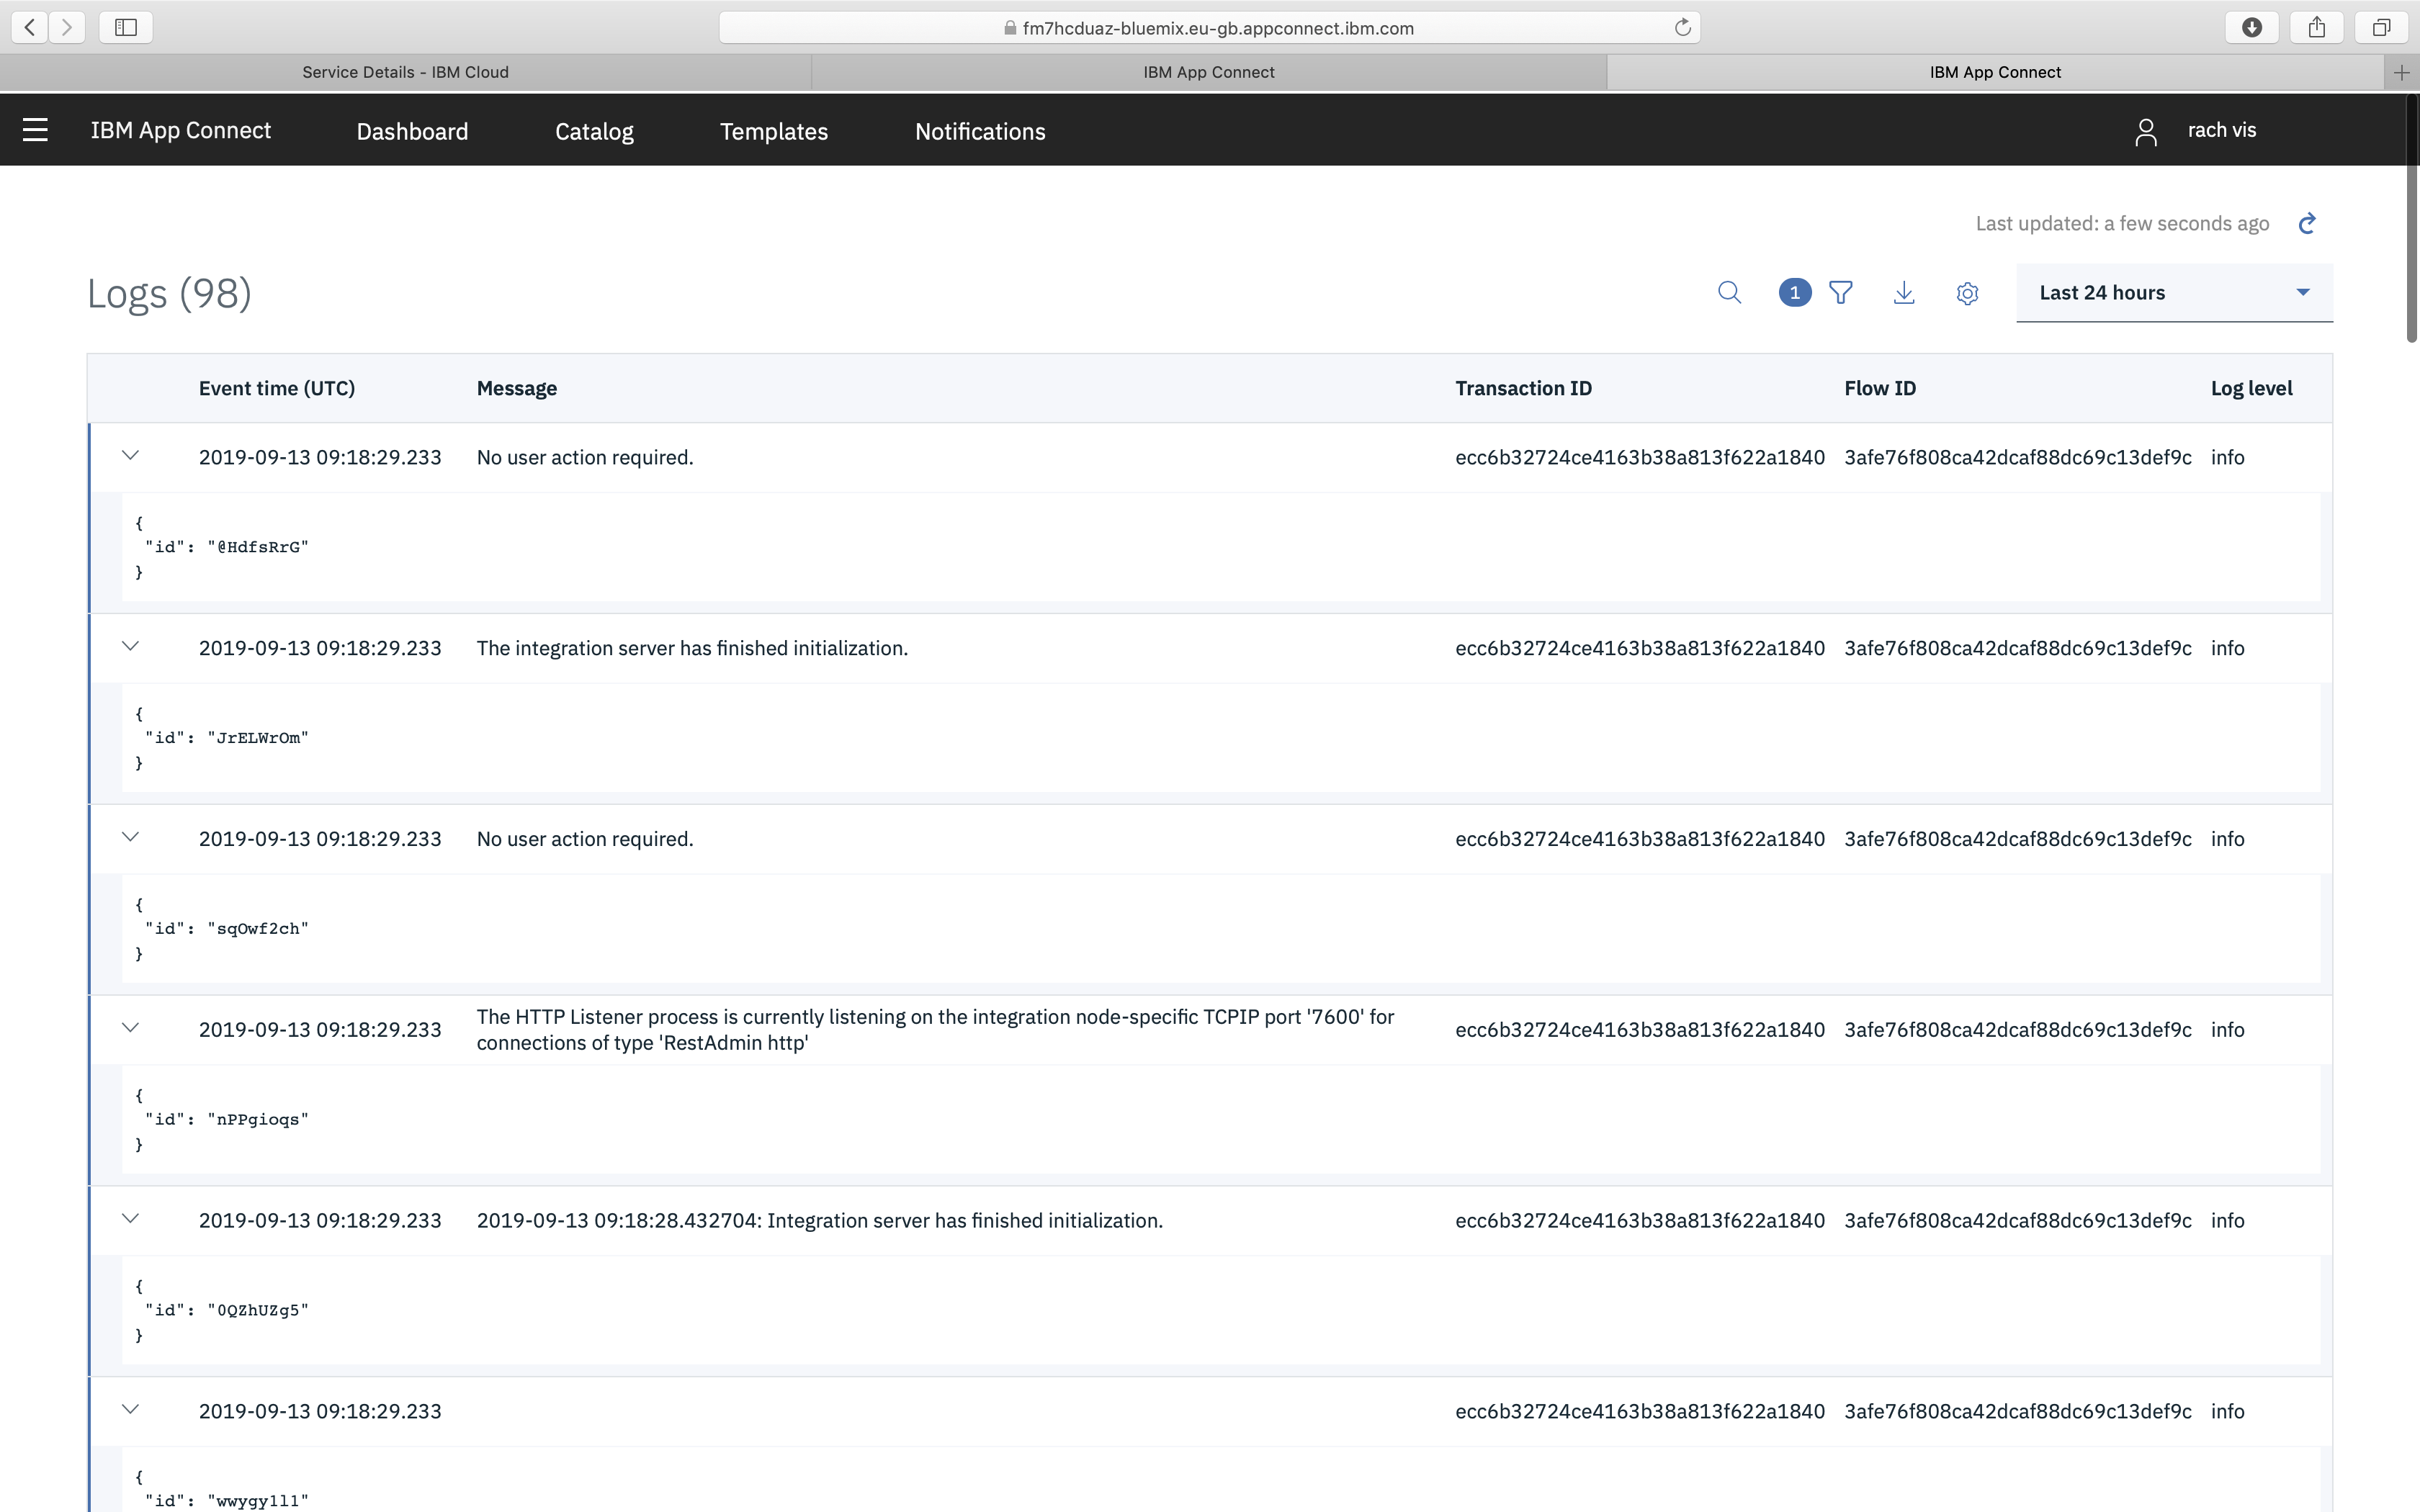 fm7hcduaz-bluemix.eu-gb.appconnect.ibm.com
Service Details - IBM Cloud
IBM App Connect
IBM App Connect
IBM App Connect Dashboard Catalog Templates Notifications rach vis
Last updated: a few seconds ago
Logs (98) 1 Last 24 hours
Event time (UTC) Message Transaction ID Flow ID Log level
2019-09-13 09:18:29.233 No user action required. ecc6b32724ce4163b38a813f622a1840 3afe76f808ca42dcaf88dc69c13def9c info
{
"id": "@HdfsRrG"
}
2019-09-13 09:18:29.233 The integration server has finished initialization. ecc6b32724ce4163b38a813f622a1840 3afe76f808ca42dcaf88dc69c13def9c info
{
"id": "JrELWrOm"
}
2019-09-13 09:18:29.233 No user action required. ecc6b32724ce4163b38a813f622a1840 3afe76f808ca42dcaf88dc69c13def9c info
{
"id": "sqOwf2ch"
}
2019-09-13 09:18:29.233 The HTTP Listener process is currently listening on the integration node-specific TCPIP port '7600' for
connections of type 'RestAdmin http' ecc6b32724ce4163b38a813f622a1840 3afe76f808ca42dcaf88dc69c13def9c info
{
"id": "nPPgioqs"
}
2019-09-13 09:18:29.233 2019-09-13 09:18:28.432704: Integration server has finished initialization. ecc6b32724ce4163b38a813f622a1840 3afe76f808ca42dcaf88dc69c13def9c info
{
"id": "0QZhUZg5"
}
2019-09-13 09:18:29.233 ecc6b32724ce4163b38a813f622a1840 3afe76f808ca42dcaf88dc69c13def9c info
{
"id": "wwygy1l1"